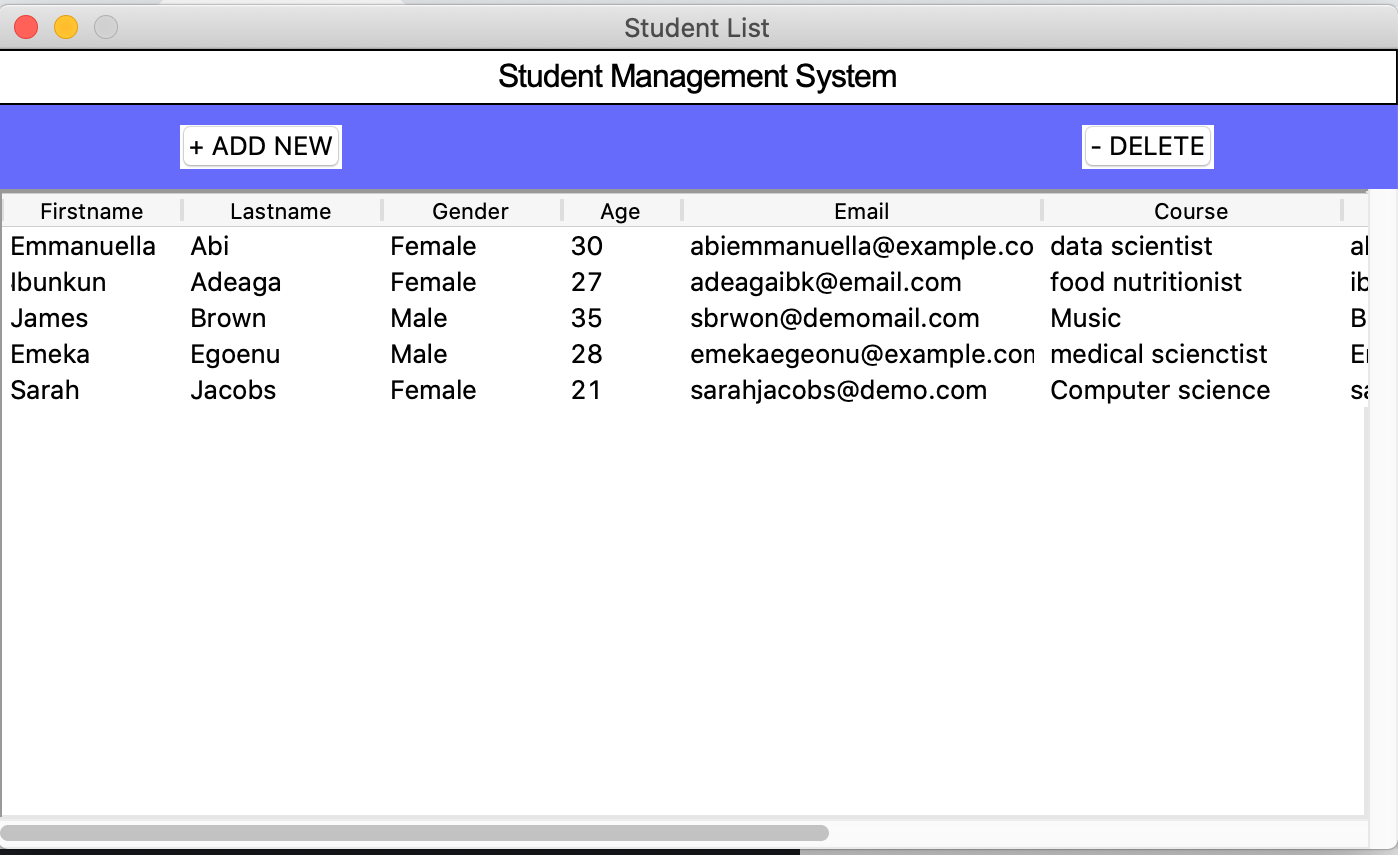 Student List
Student Management System
+ ADD NEW - DELETE
Firstname Lastname Gender Age Email Course
Emmanuella Abi Female 30 abiemmanuella@example.co data scientist
Ibunkun Adeaga Female 27 adeagaibk@email.com food nutritionist ib
James Brown Male 35 sbrwon@demomail.com Music B
Emeka Egoenu Male 28 emekaegeonu@example.con medical scienctist
Sarah Jacobs Female 21 sarahjacobs@demo.com Computer science